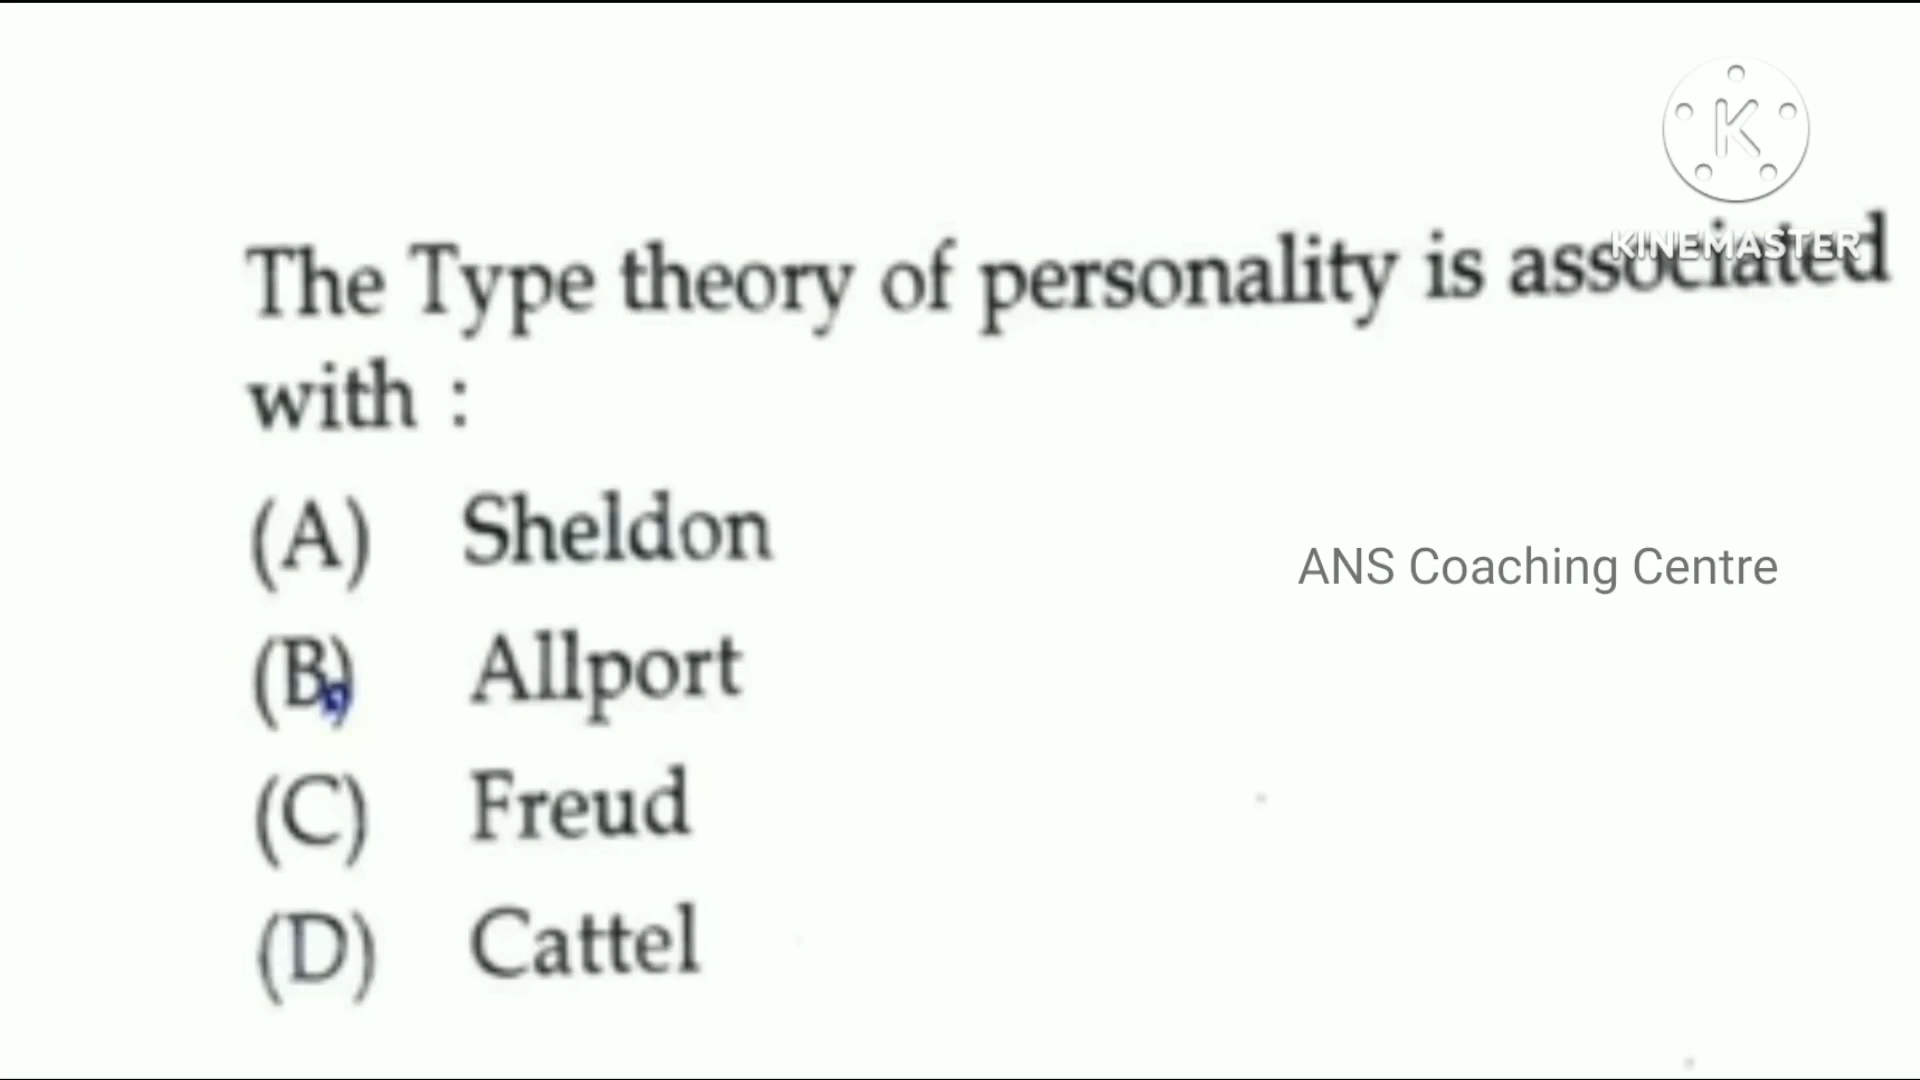 K
KINEMASTER
The Type theory of personality is associated
with :
(A) Sheldon
(B) Allport
(C) Freud
(D) Cattel
ANS Coaching Centre